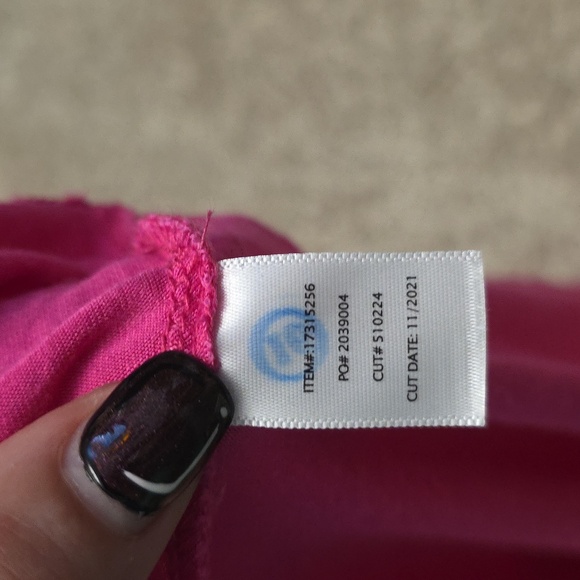 ITEM#:17315256
PO# 2039004
CUT# 510224
CUT DATE: 11/2021